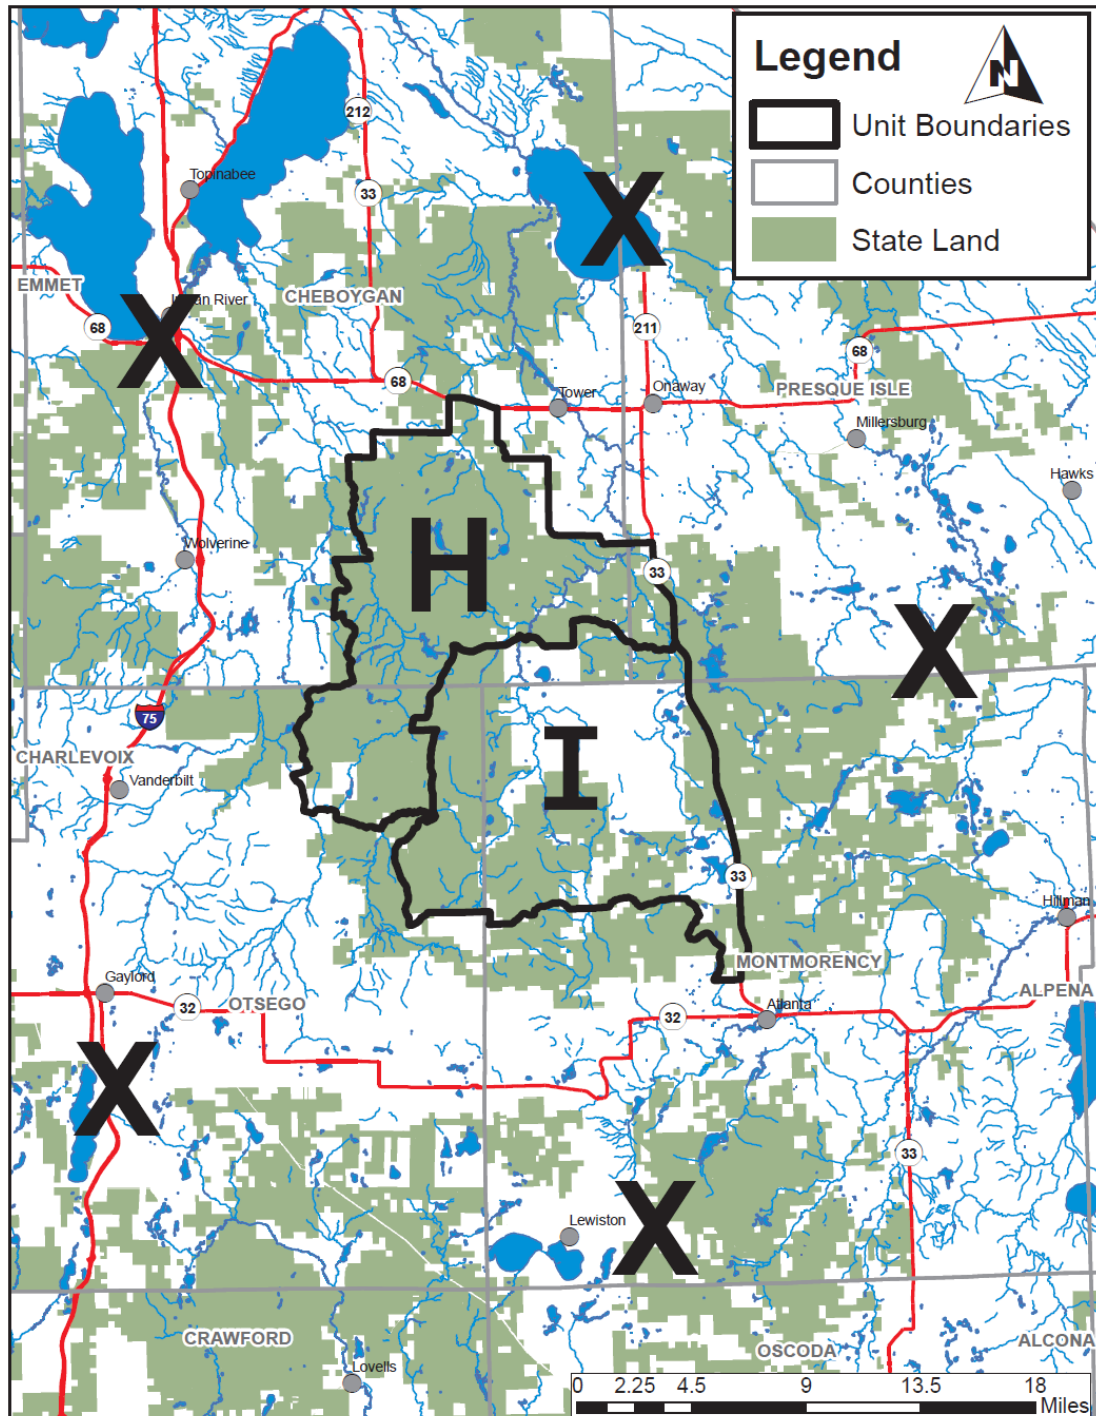 Legend
N
Unit Boundaries
Counties
State Land
212
Topinabee
33
X
EMMET
CHEBOYGAN
Indian River
X
68
211
68
68
PRESQUE ISLE
Tower
Onaway
Millersburg
Hawks
H
Wolverine
33
X
75
I
CHARLEVOIX
Vanderbilt
33
Hillman
MONTMORENCY
Gaylord
OTSEGO
32
32
Atlanta
ALPENA
X
33
Lewiston
X
CRAWFORD
OSCODA
ALCONA
Lovells
0 2.25 4.5 9 13.5 18
Miles